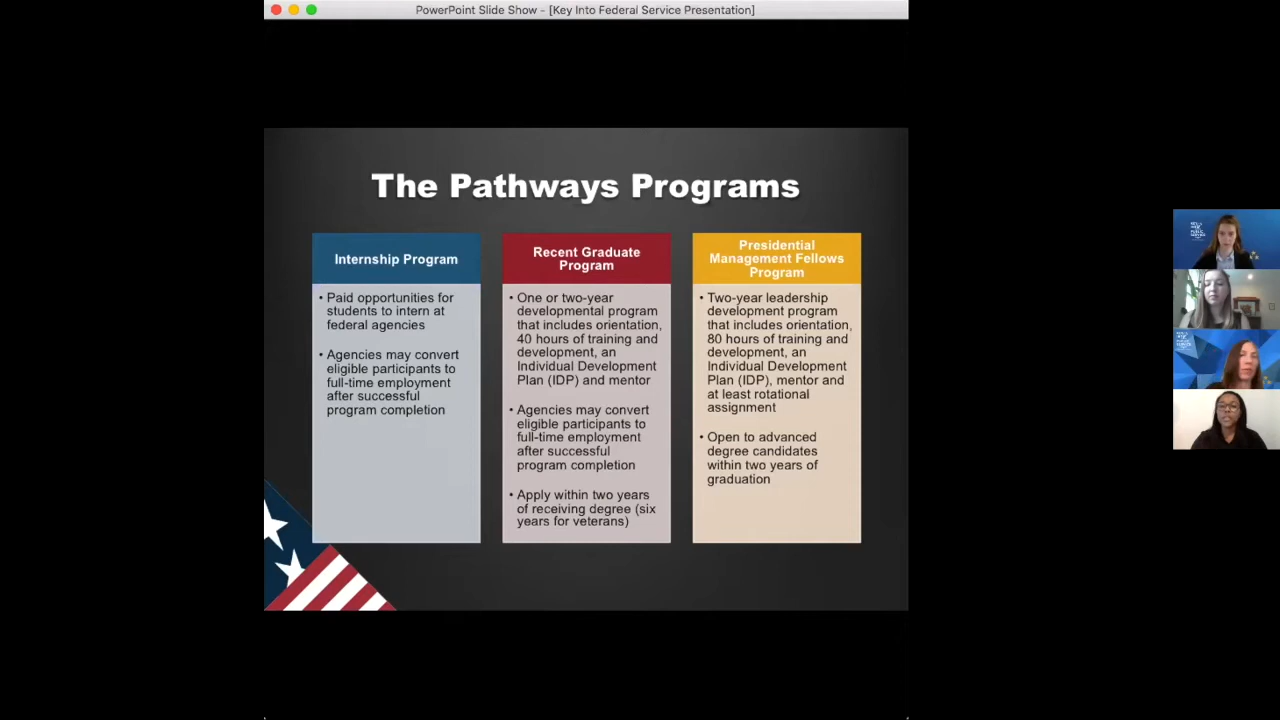 PowerPoint Slide Show - [Key Into Federal Service Presentation]
The Pathways Programs
Internship Program
• Paid opportunities for
students to intern at
federal agencies
• Agencies may convert
eligible participants to
full-time employment
after successful
program completion
Recent Graduate
Program
• One or two-year
developmental program
that includes orientation,
40 hours of training and
development, an
Individual Development
Plan (IDP) and mentor
• Agencies may convert
eligible participants to
full-time employment
after successful
program completion
• Apply within two years
of receiving degree (six
years for veterans)
Presidential
Management Fellows
Program
• Two-year leadership
development program
that includes orientation,
80 hours of training and
development, an
Individual Development
Plan (IDP), mentor and
at least rotational
assignment
• Open to advanced
degree candidates
within two years of
graduation